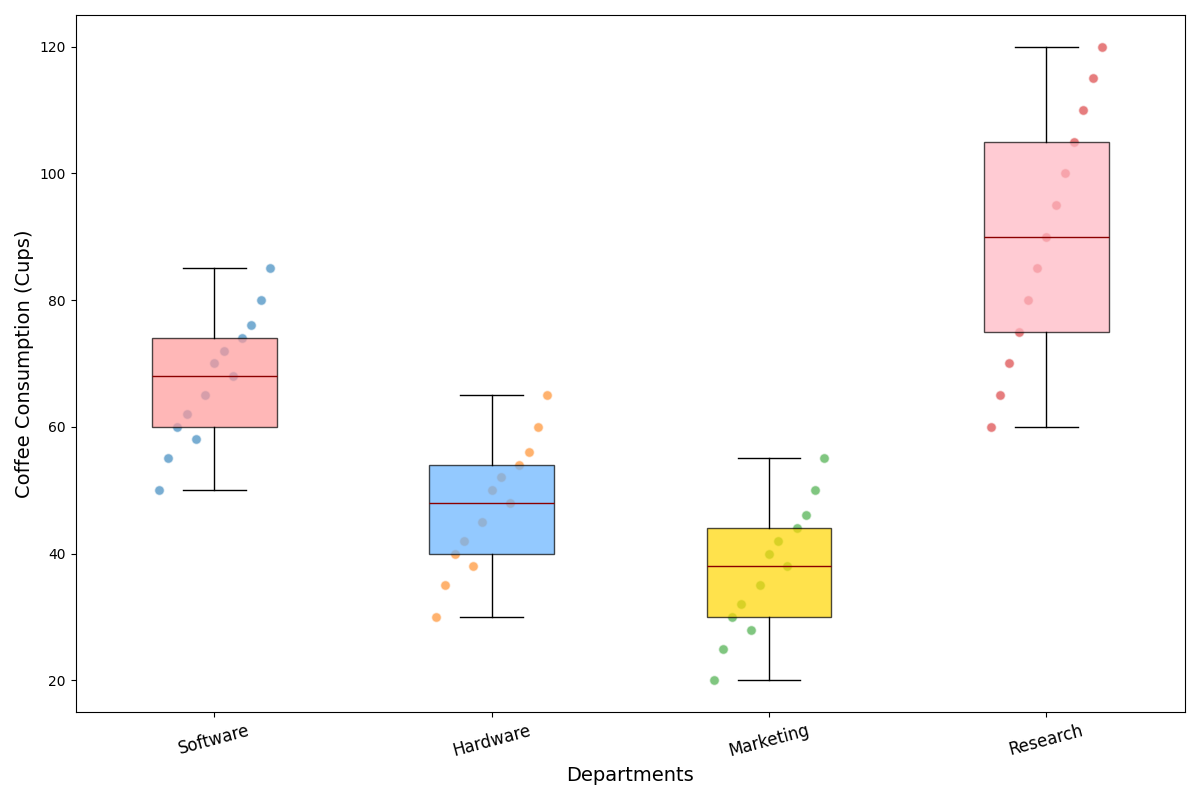 120
100
80
60
40
20
Coffee Consumption (Cups)
Software
Hardware
Marketing
Research
Departments